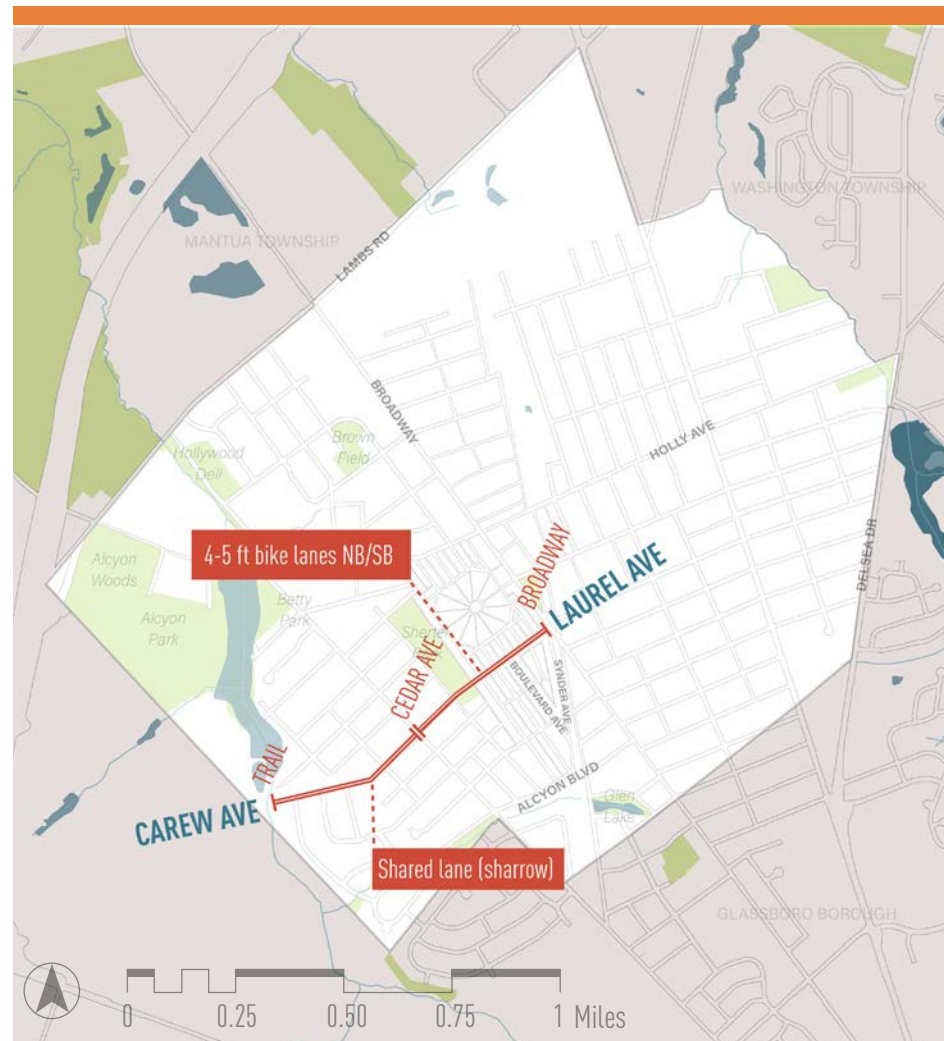 WASHINGTON TOWNSHIP
MANTUA TOWNSHIP
LAMBS RD
BROADWAY
HOLLY AVE
Brown
Field
Hollywood
Dell
4-5 ft bike lanes NB/SB
BROADWAY
DELSEA DR
LAUREL AVE
Alcyon
Woods
Betty
Park
Alcyon
Park
CEDAR AVE
BOULEVARD AVE
SYNDER AVE
TRAIL
ALCYON BLVD
CAREW AVE
Glen
Lake
Shared lane (sharrow)
GLASSBORO BOROUGH
0 0.25 0.50 0.75 1 Miles